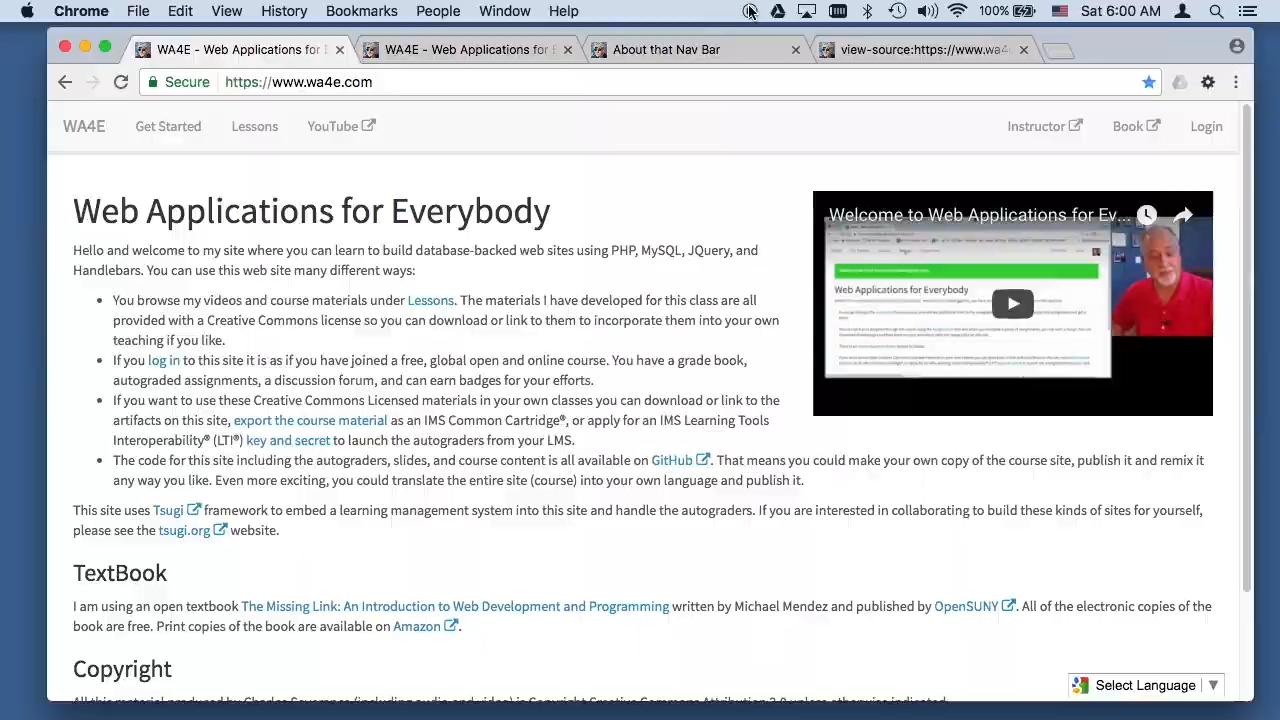 Chrome File Edit View History Bookmarks People Window Help 100% Sat 6:00 AM
WA4E - Web Applications for E WA4E - Web Applications for E About that Nav Bar view-source:https://www.wa4e
Secure https://www.wa4e.com
WA4E Get Started Lessons YouTube Instructor Book Login
Web Applications for Everybody
Hello and welcome to my site where you can learn to build database-backed web sites using PHP, MySQL, JQuery, and
Handlebars. You can use this web site many different ways:
You browse my videos and course materials under Lessons. The materials I have developed for this class are all
provided with a Creative Commons license so you can download or link to them to incorporate them into your own
teaching if you like.
If you log in to this site it is as if you have joined a free, global open and online course. You have a grade book,
autograded assignments, a discussion forum, and can earn badges for your efforts.
If you want to use these Creative Commons Licensed materials in your own classes you can download or link to the
artifacts on this site, export the course material as an IMS Common Cartridge®, or apply for an IMS Learning Tools
Interoperability® (LTI®) key and secret to launch the autograders from your LMS.
The code for this site including the autograders, slides, and course content is all available on GitHub. That means you could make your own copy of the course site, publish it and remix it
any way you like. Even more exciting, you could translate the entire site (course) into your own language and publish it.
Welcome to Web Applications for Ev...
Web Applications for Everybody
This site uses Tsugi framework to embed a learning management system into this site and handle the autograders. If you are interested in collaborating to build these kinds of sites for yourself,
please see the tsugi.org website.
TextBook
I am using an open textbook The Missing Link: An Introduction to Web Development and Programming written by Michael Mendez and published by OpenSUNY. All of the electronic copies of the
book are free. Print copies of the book are available on Amazon.
Copyright
Select Language